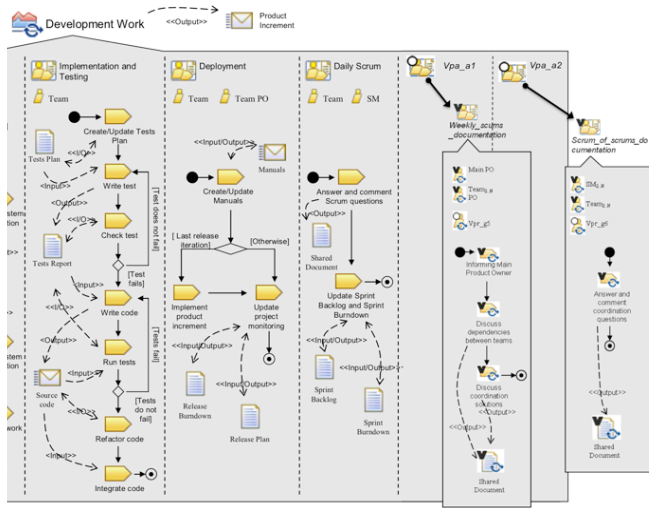 Development Work
<<Output>>
Product
Increment
Implementation and
Testing
Team
Create/Update Tests
Plan
Tests Plan
<<I/O>>
<<Input>>
Write test
<<Output>>
[Test does not fail]
<<I/O>>
Check test
Tests Report
[Test
fails]
<<Input>>
<<I/O>>
Write code
<<Output>>
[Tests fail]
Run tests
Source
code
<<Input>>
[Tests
do not
fail]
<<I/O>>
Refactor code
<<Input>>
Integrate code
Deployment
Team
Team PO
<<Input/Output>>
Manuals
Create/Update
Manuals
[ Last release
iteration]
[Otherwise]
Implement
product
increment
Update
project
monitoring
<<Input/Output>>
<<Input/Output>>
Release
Burndown
Release Plan
Daily Scrum
Team
SM
Answer and comment
Scrum questions
<<Output>>
Shared
Document
Update Sprint
Backlog and Sprint
Burndown
<<Input/Output>>
<<Input/Output>>
Sprint
Backlog
Sprint
Burndown
Vpa_a1
Weekly_scums
_documentation
Main PO
PO
Vpr_g5
Informing Main
Product Owner
Discuss
dependencies
between teams
Discuss
coordination
solutions
<<Output>>
<<Output>>
Shared
Document
Vpa_a2
Scrum_of_scrums_do
cumentation
Vpr_g5
Answer and
comment
coordination
questions
<<Output>>
Shared
Document